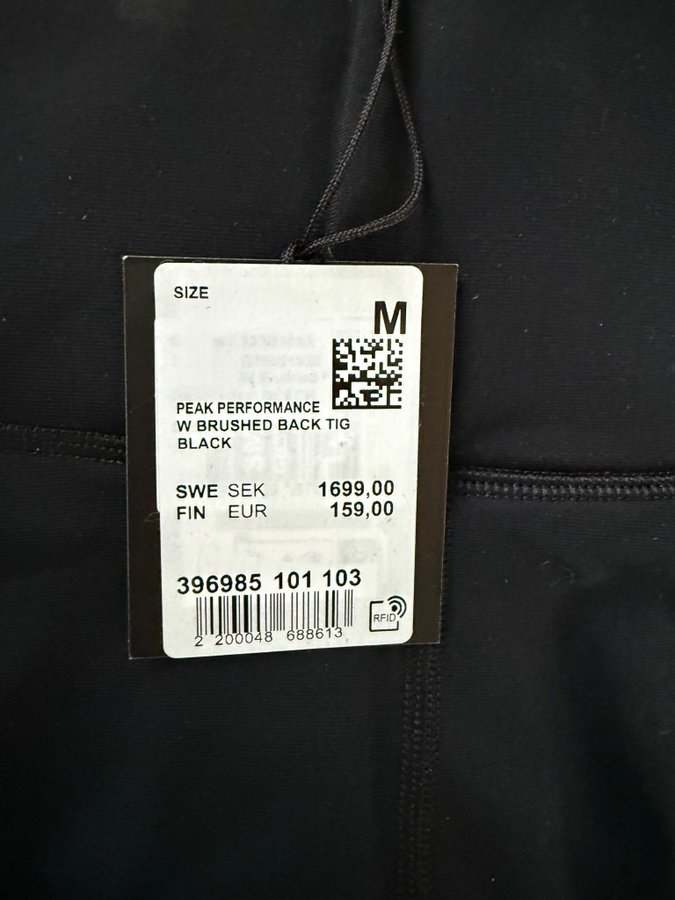 SIZE
M
PEAK PERFORMANCE
W BRUSHED BACK TIG
BLACK
SWE SEK 1699,00
FIN EUR 159,00
396985 101 103
RFID
2 200048 688613